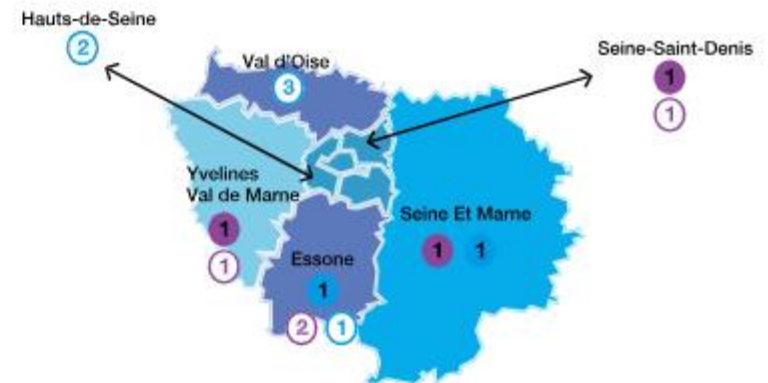 Hauts-de-Seine
2
Val d'Oise
3
Seine-Saint-Denis
1
1
Yvelines
Val de Marne
1
1
Seine Et Marne
1 1
Essone
1
2 1